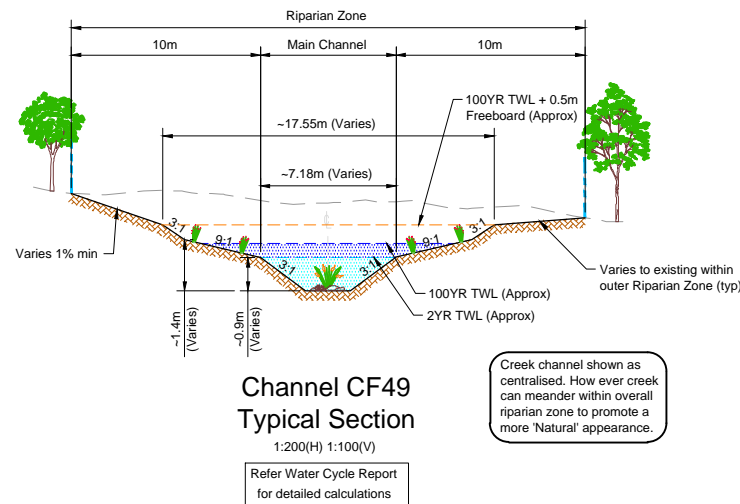 Riparian Zone
10m
Main Channel
10m
100YR TWL + 0.5m
Freeboard (Approx)
~17.55m (Varies)
~7.18m (Varies)
3:1
9:1
3:1
3:1
9:1
3:1
Varies 1% min
Varies to existing within
outer Riparian Zone (typ)
100YR TWL (Approx)
2YR TWL (Approx)
~1.4m
(Varies)
~0.9m
(Varies)
Channel CF49
Typical Section
1:200(H) 1:100(V)
Refer Water Cycle Report
for detailed calculations
Creek channel shown as
centralised. How ever creek
can meander within overall
riparian zone to promote a
more 'Natural' appearance.